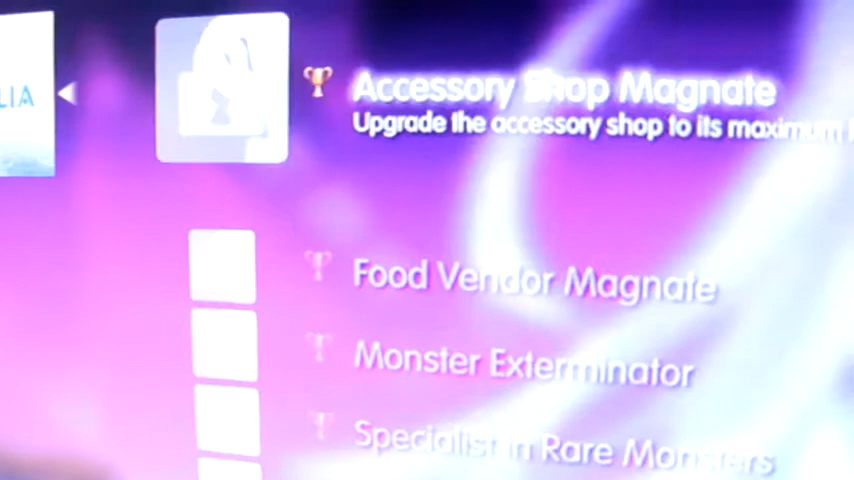 LIA
Accessory Shop Magnate
Upgrade the accessory shop to its maximum
Food Vendor Magnate
Monster Exterminator
Specialist in Rare Monsters